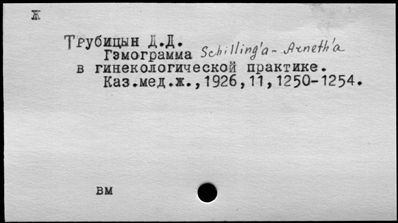 Ж
Трубицын Д.Д.
Гэмограмма Schilling'a - Arneth'a
в гинекологической практике.
Каз.мед.ж.,1926,11,1250-1254.
вм